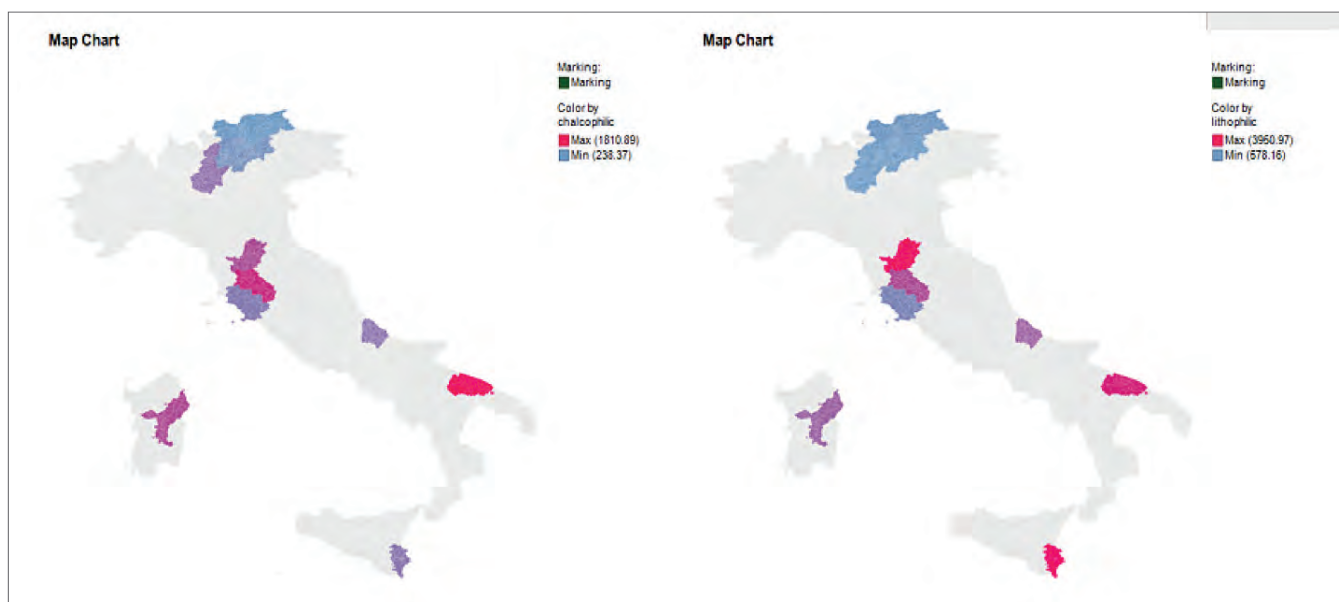 Map Chart
Marking:
Marking
Color by
chalcophilic
Max (1810.89)
Min (238.37)
Map Chart
Marking:
Marking
Color by
lithophilic
Max (3960.97)
Min (678.16)